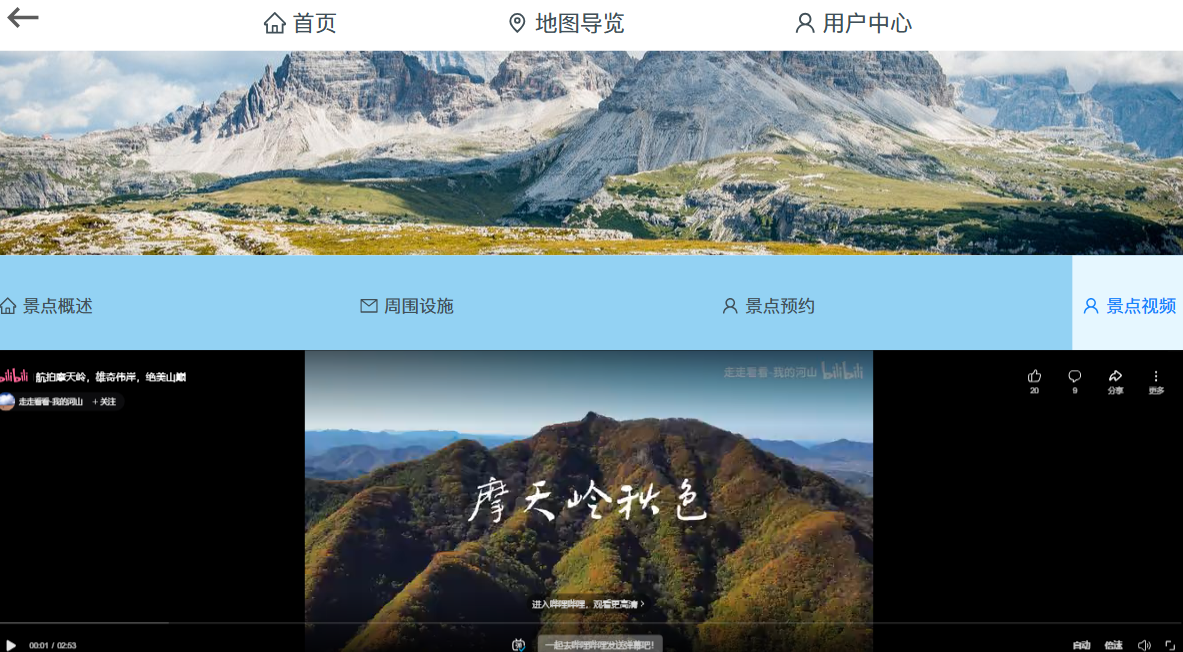 首页
地图导览
用户中心
景点概述
周围设施
景点预约
景点视频
bilibili 航拍摩天岭，雄奇伟岸，绝美山巅
走走看看-我的河山 + 关注
走走看看-我的河山 bilibili
20
9
分享
更多
摩天岭秋色
进入哔哩哔哩，观看更高清 >
00:01 / 02:53
一起去哔哩哔哩发送弹幕吧！
自动
倍速